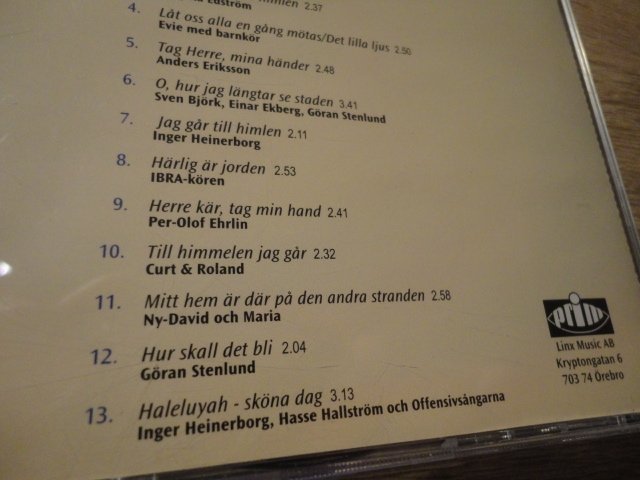 Edström
2.37
4. Låt oss alla en gång mötas/Det lilla ljus 2.50
Evie med barnkör
5. Tag Herre, mina händer 2.48
Anders Eriksson
6. O, hur jag längtar se staden 3.41
Sven Björk, Einar Ekberg, Göran Stenlund
7. Jag går till himlen 2.11
Inger Heinerborg
8. Härlig är jorden 2.53
IBRA-kören
9. Herre kär, tag min hand 2.41
Per-Olof Ehrlin
10. Till himmelen jag går 2.32
Curt & Roland
11. Mitt hem är där på den andra stranden 2.58
Ny-David och Maria
12. Hur skall det bli 2.04
Göran Stenlund
13. Haleluyah - sköna dag 3.13
Inger Heinerborg, Hasse Hallström och Offensivsångarna
prim
Linx Music AB
Kryptongatan 6
703 74 Örebro